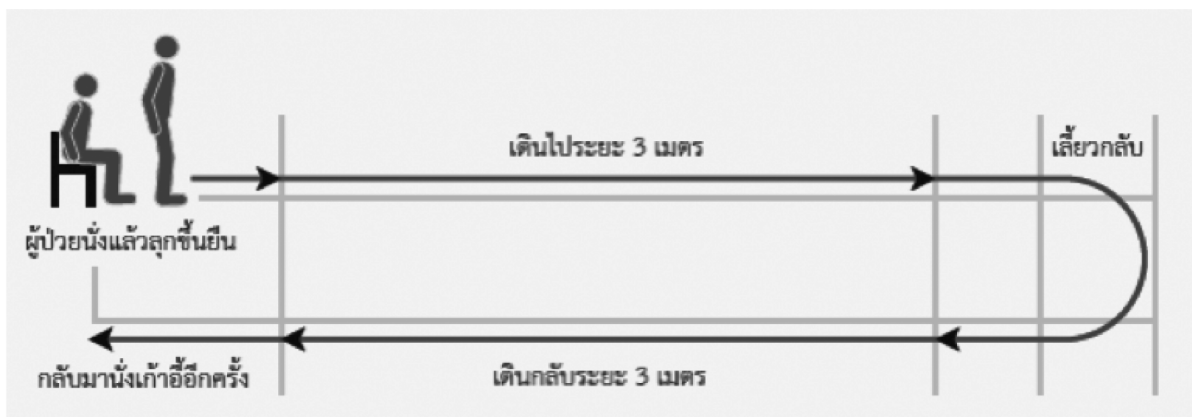 เดินไประยะ 3 เมตร
เลี้ยวกลับ
ผู้ป่วยนั่งแล้วลุกขึ้นยืน
กลับมานั่งเก้าอี้อีกครั้ง
เดินกลับระยะ 3 เมตร